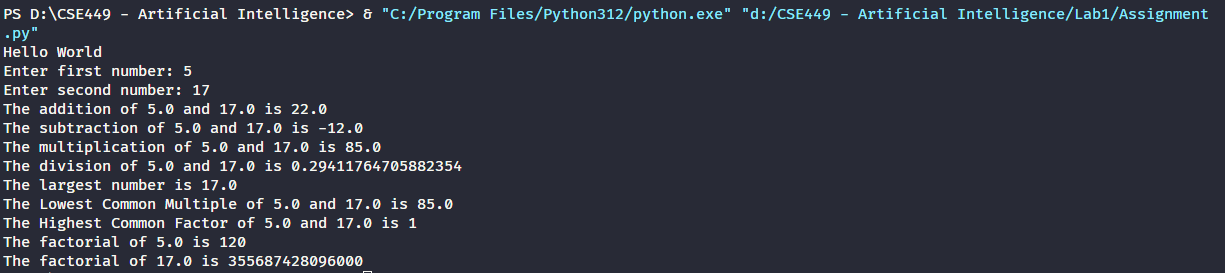 PS D:\CSE449 - Artificial Intelligence> & "C:/Program Files/Python312/python.exe" "d:/CSE449 - Artificial Intelligence/Lab1/Assignment
.py"
Hello World
Enter first number: 5
Enter second number: 17
The addition of 5.0 and 17.0 is 22.0
The subtraction of 5.0 and 17.0 is -12.0
The multiplication of 5.0 and 17.0 is 85.0
The division of 5.0 and 17.0 is 0.29411764705882354
The largest number is 17.0
The Lowest Common Multiple of 5.0 and 17.0 is 85.0
The Highest Common Factor of 5.0 and 17.0 is 1
The factorial of 5.0 is 120
The factorial of 17.0 is 355687428096000